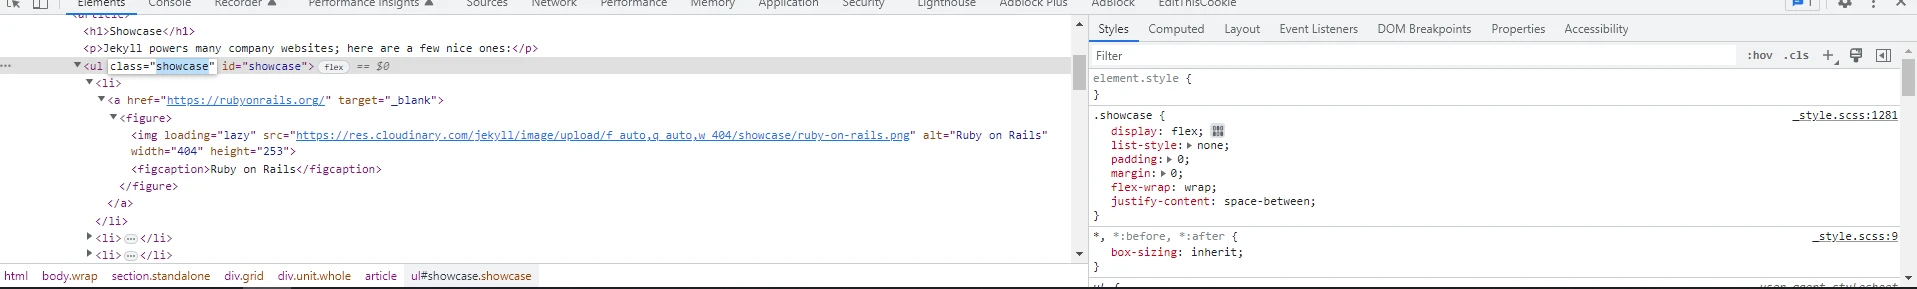 Elements Console Recorder Performance insights Sources Network Performance Memory Application Security Lighthouse Adblock Plus AdBlock EditThisCookie 1
<article>
<h1>Showcase</h1>
<p>Jekyll powers many company websites; here are a few nice ones:</p>
<ul class="showcase" id="showcase"> flex == $0
<li>
<a href="https://rubyonrails.org/" target="_blank">
<figure>
<img loading="lazy" src="https://res.cloudinary.com/jekyll/image/upload/f_auto,q_auto,w_404/showcase/ruby-on-rails.png" alt="Ruby on Rails"
width="404" height="253">
<figcaption>Ruby on Rails</figcaption>
</figure>
</a>
</li>
<li>…</li>
<li>…</li>
html body.wrap section.standalone div.grid div.unit.whole article ul#showcase.showcase
Styles Computed Layout Event Listeners DOM Breakpoints Properties Accessibility
Filter :hov .cls
element.style {
}
.showcase { _style.scss:1281
display: flex;
list-style: none;
padding: 0;
margin: 0;
flex-wrap: wrap;
justify-content: space-between;
}
*, *:before, *:after { _style.scss:9
box-sizing: inherit;
}
ul { user agent stylesheet